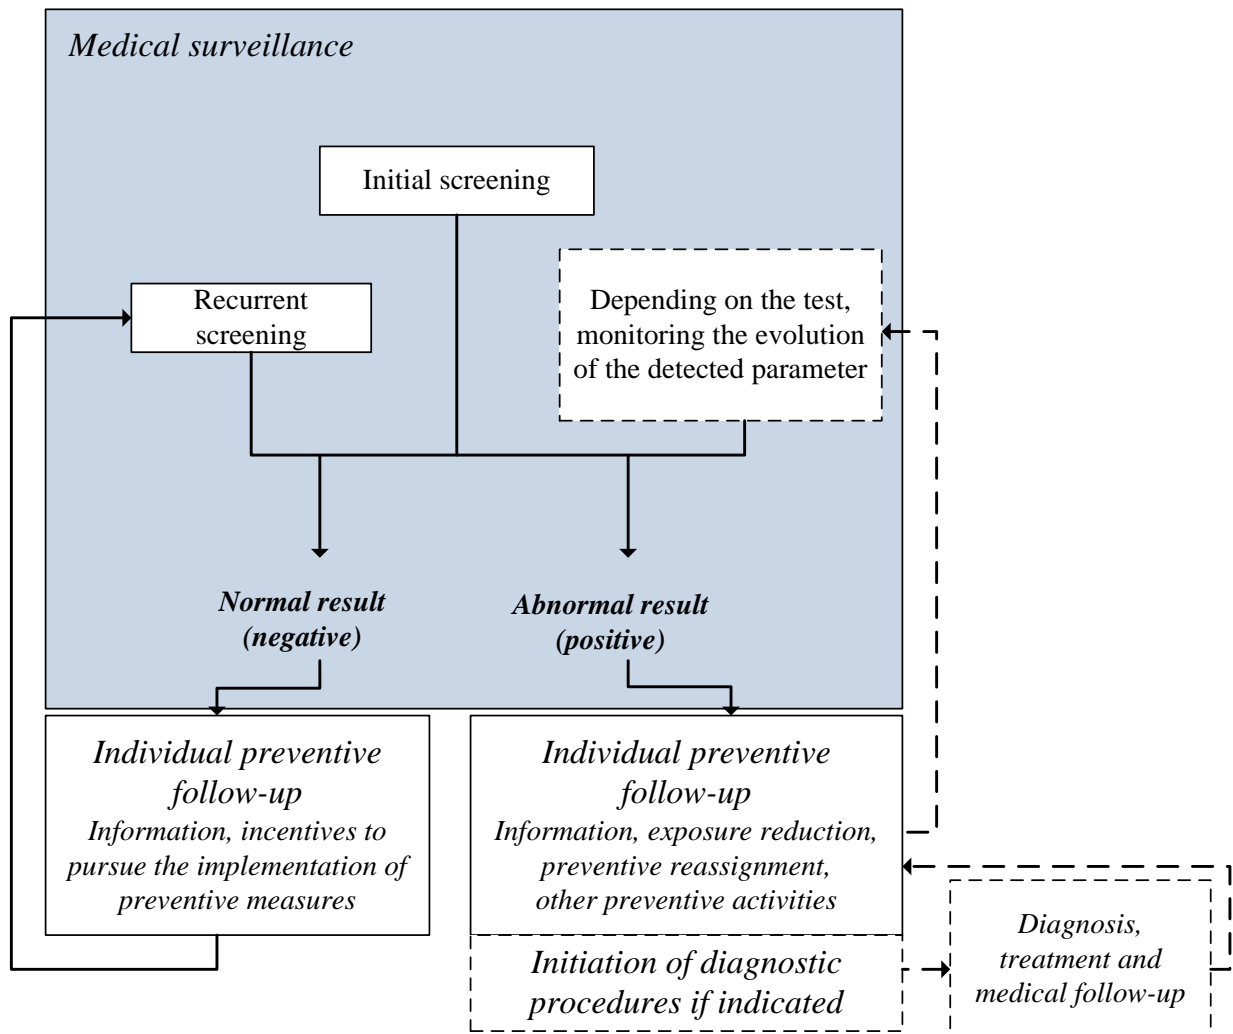 Medical surveillance
Initial screening
Recurrent
screening
Depending on the test,
monitoring the evolution
of the detected parameter
Normal result
(negative)
Abnormal result
(positive)
Individual preventive
follow-up
Information, incentives to
pursue the implementation of
preventive measures
Individual preventive
follow-up
Information, exposure reduction,
preventive reassignment,
other preventive activities
Initiation of diagnostic
procedures if indicated
Diagnosis,
treatment and
medical follow-up